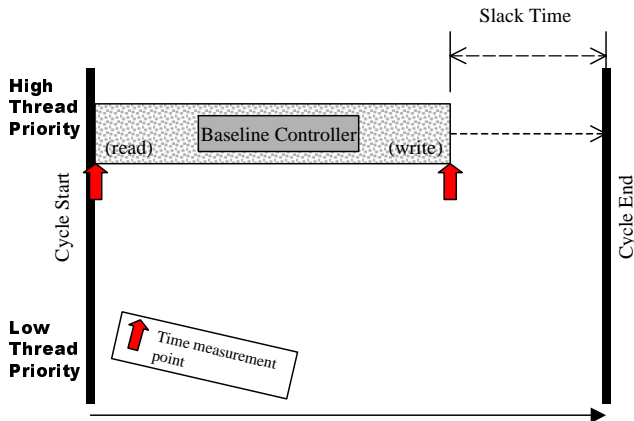 Slack Time
High
Thread
Priority
Baseline Controller
(read)
(write)
Cycle Start
Cycle End
Low
Thread
Priority
Time measurement
point